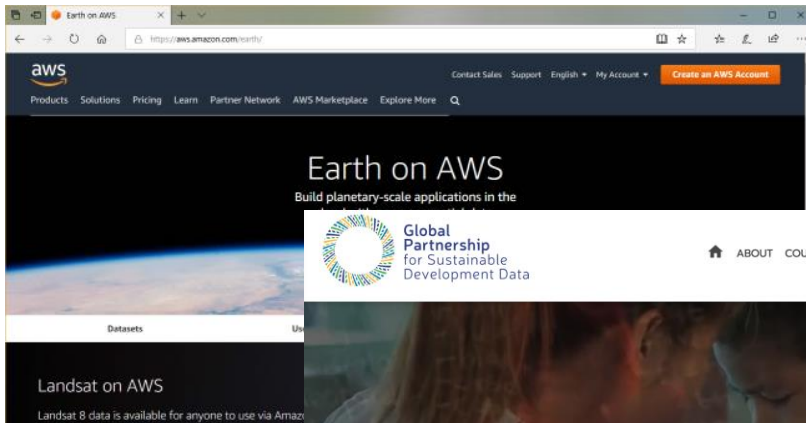 Earth on AWS
https://aws.amazon.com/earth/
aws
Contact Sales Support English My Account Create an AWS Account
Products Solutions Pricing Learn Partner Network AWS Marketplace Explore More
Earth on AWS
Build planetary-scale applications in the
Global
Partnership
for Sustainable
Development Data
ABOUT COU
Datasets
Landsat on AWS
Landsat 8 data is available for anyone to use via Amaz